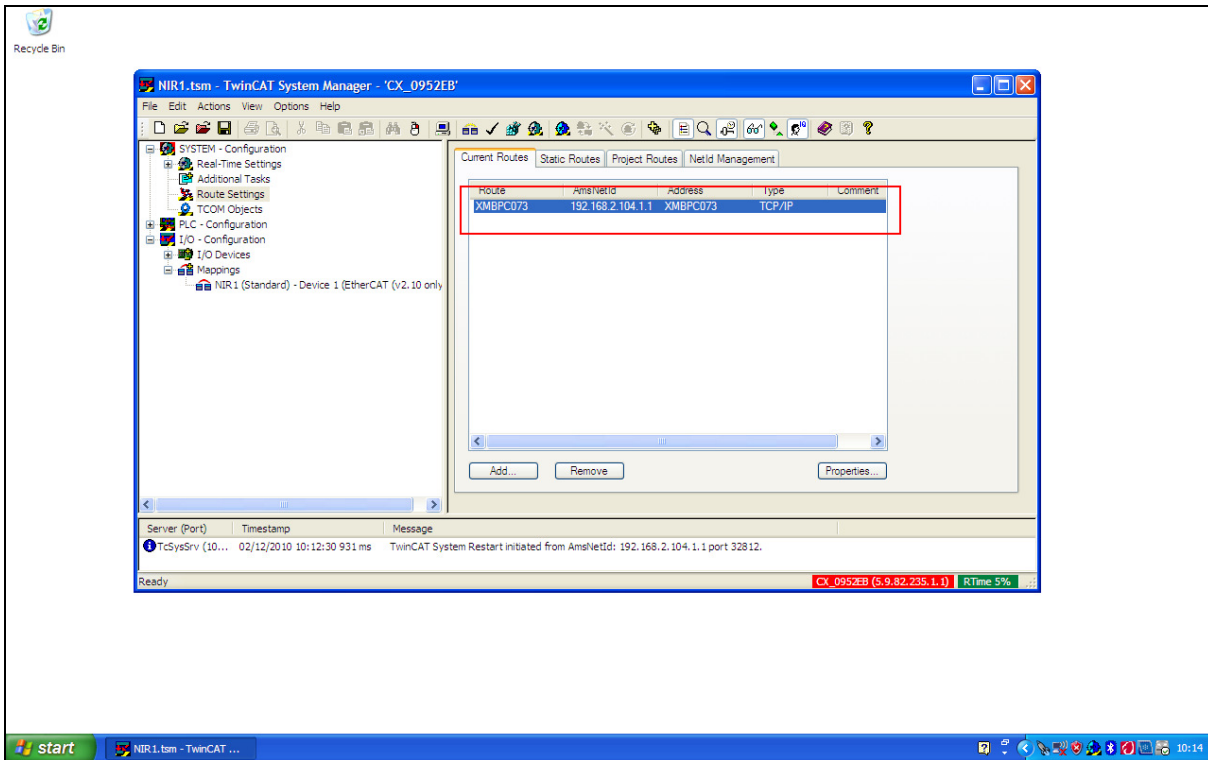 Recycle Bin
NIR1.tsm - TwinCAT System Manager - 'CX_0952EB'
File Edit Actions View Options Help
SYSTEM - Configuration
Real-Time Settings
Additional Tasks
Route Settings
TCOM Objects
PLC - Configuration
I/O - Configuration
I/O Devices
Mappings
NIR1 (Standard) - Device 1 (EtherCAT (v2.10 only
Current Routes Static Routes Project Routes NetId Management
Route AmsNetId Address Type Comment
XMBPC073 192.168.2.104.1.1 XMBPC073 TCP/IP
Add... Remove Properties...
Server (Port) Timestamp Message
TcSysSrv (10... 02/12/2010 10:12:30 931 ms TwinCAT System Restart initiated from AmsNetId: 192.168.2.104.1.1 port 32812.
Ready CX_0952EB (5.9.82.235.1.1) RTime 5%
start NIR1.tsm - TwinCAT ... 10:14